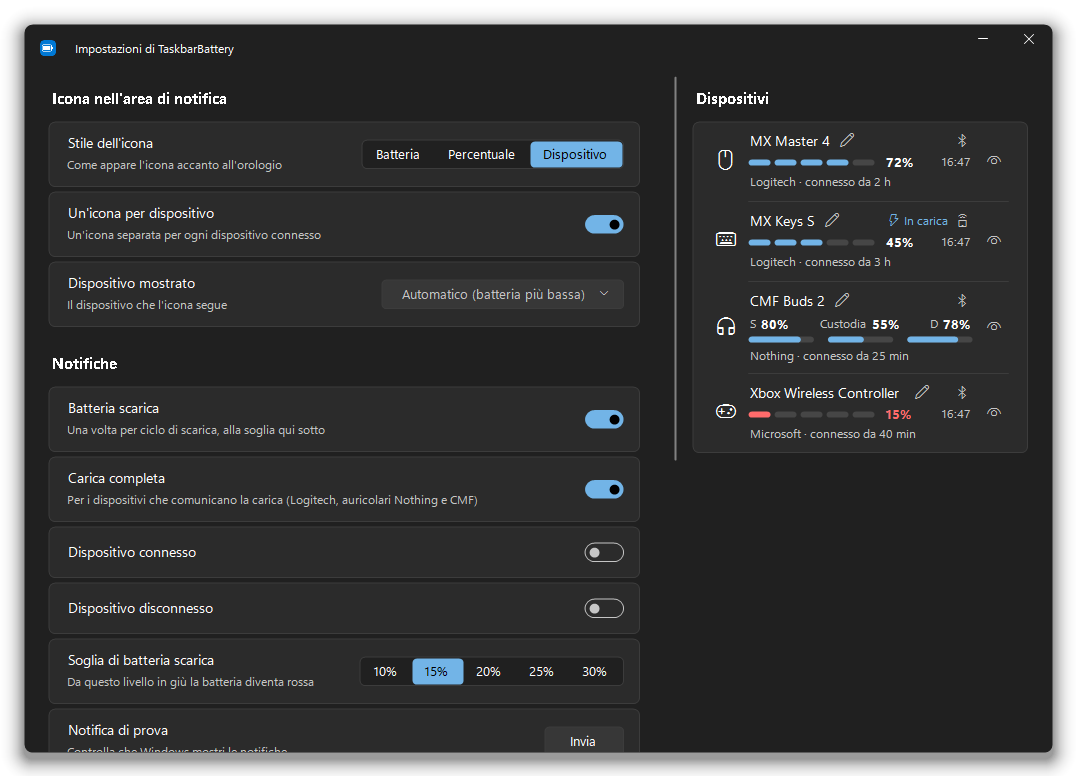 Impostazioni di TaskbarBattery
Icona nell'area di notifica
Stile dell'icona
Come appare l'icona accanto all'orologio
Batteria
Percentuale
Dispositivo
Un'icona per dispositivo
Un'icona separata per ogni dispositivo connesso
Dispositivo mostrato
Il dispositivo che l'icona segue
Automatico (batteria più bassa)
Notifiche
Batteria scarica
Una volta per ciclo di scarica, alla soglia qui sotto
Carica completa
Per i dispositivi che comunicano la carica (Logitech, auricolari Nothing e CMF)
Dispositivo connesso
Dispositivo disconnesso
Soglia di batteria scarica
Da questo livello in giù la batteria diventa rossa
10%
15%
20%
25%
30%
Notifica di prova
Controlla che Windows mostri le notifiche
Invia
Dispositivi
MX Master 4
72%
16:47
Logitech · connesso da 2 h
MX Keys S
In carica
45%
16:47
Logitech · connesso da 3 h
CMF Buds 2
S 80%
Custodia 55%
D 78%
Nothing · connesso da 25 min
Xbox Wireless Controller
15%
16:47
Microsoft · connesso da 40 min